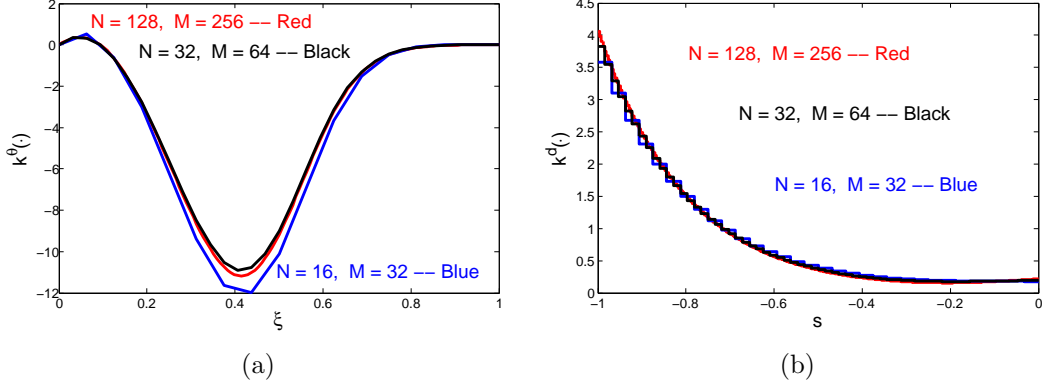 N = 128, M = 256 −− Red
N = 32, M = 64 −− Black
N = 16, M = 32 −− Blue
0
−2
−4
−6
−8
−10
−12
k^θ(·)
0
0.2
0.4
0.6
0.8
1
ξ
(a)
N = 128, M = 256 −− Red
N = 32, M = 64 −− Black
N = 16, M = 32 −− Blue
4.5
4
3.5
3
2.5
2
1.5
1
0.5
0
k^d(·)
−1
−0.8
−0.6
−0.4
−0.2
0
s
(b)